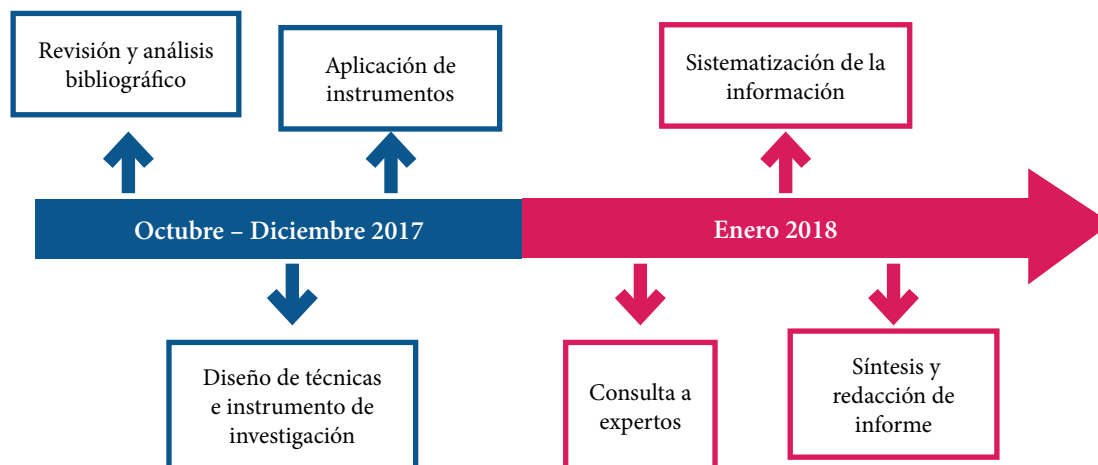 Revisión y análisis
bibliográfico
Aplicación de
instrumentos
Sistematización de la
información
Octubre – Diciembre 2017
Enero 2018
Diseño de técnicas
e instrumento de
investigación
Consulta a
expertos
Síntesis y
redacción de
informe